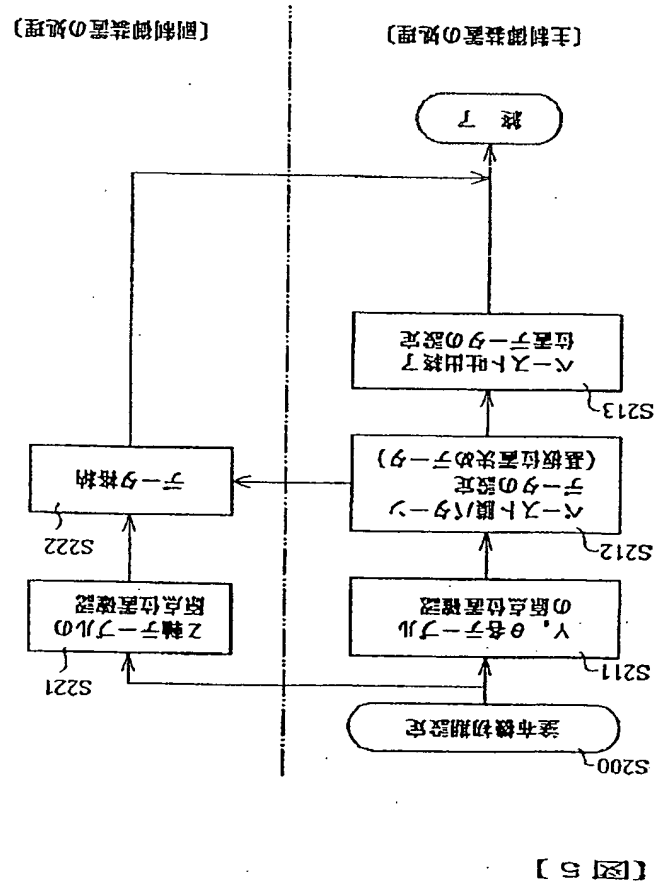 【図５】
S200
塗布機初期設定
S211
Y，θ各テーブル
の原点位置確認
S212
ペースト膜パターン
データの設定
(基板位置決めデータ)
S213
ペースト吐出終了
位置データの設定
終 了
〔主制御装置の処理〕
S221
Z軸テーブルの
原点位置確認
S222
データ格納
〔副制御装置の処理〕